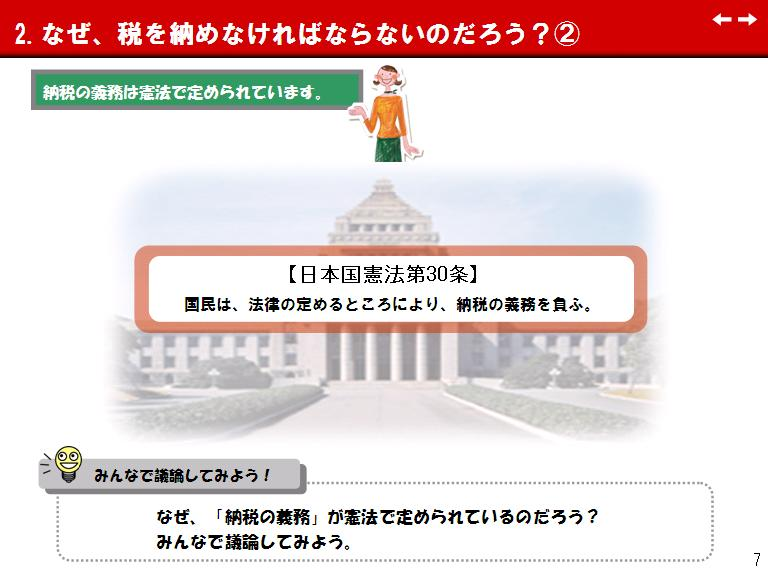 2. なぜ、税を納めなければならないのだろう？②
納税の義務は憲法で定められています。
【日本国憲法第30条】
国民は、法律の定めるところにより、納税の義務を負ふ。
みんなで議論してみよう！
なぜ、「納税の義務」が憲法で定められているのだろう？
みんなで議論してみよう。
7